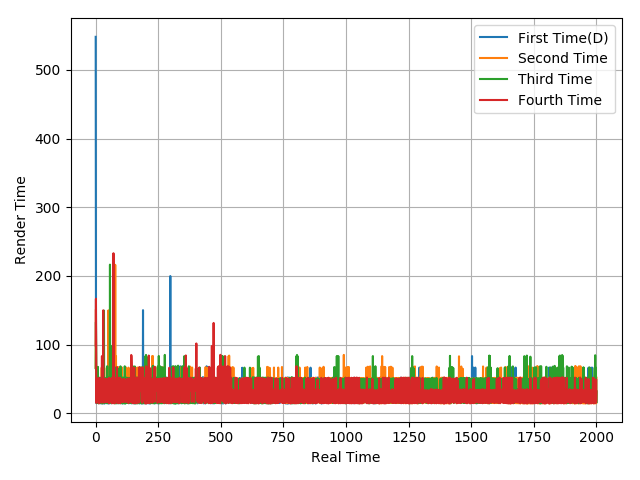 First Time(D)
Second Time
Third Time
Fourth Time
Render Time
500
400
300
200
100
0
0 250 500 750 1000 1250 1500 1750 2000
Real Time